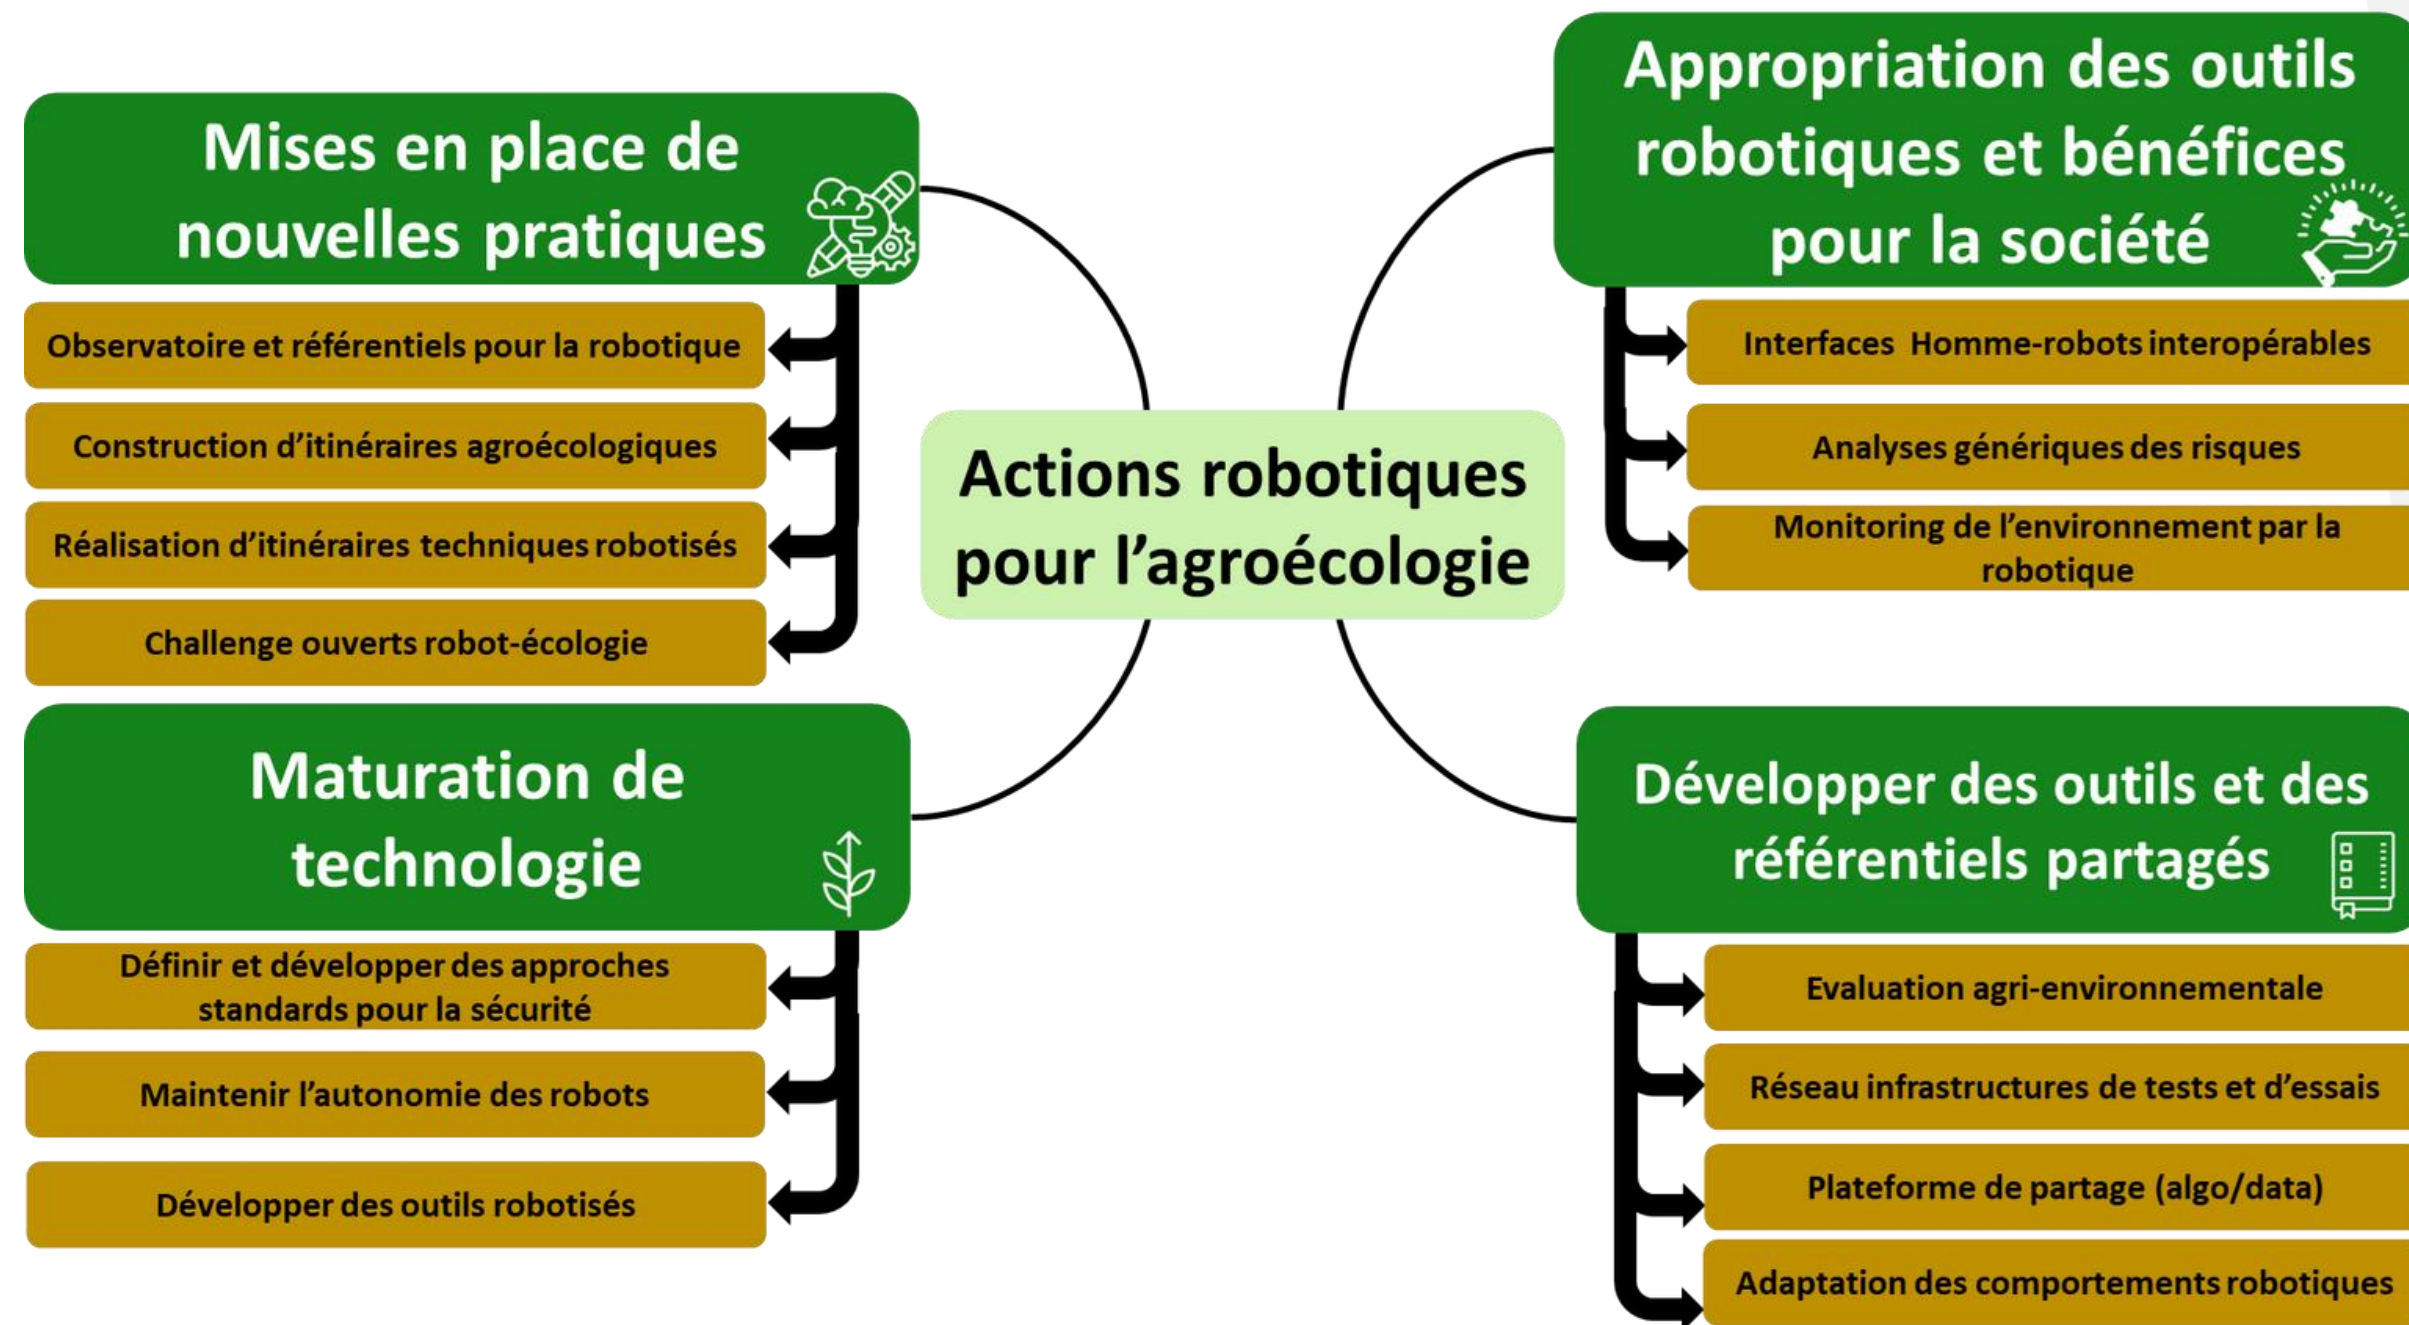 Mises en place de
nouvelles pratiques
Observatoire et référentiels pour la robotique
Construction d’itinéraires agroécologiques
Réalisation d’itinéraires techniques robotisés
Challenge ouverts robot-écologie
Appropriation des outils
robotiques et bénéfices
pour la société
Interfaces Homme-robots interopérables
Analyses génériques des risques
Monitoring de l’environnement par la
robotique
Actions robotiques
pour l’agroécologie
Maturation de
technologie
Définir et développer des approches
standards pour la sécurité
Maintenir l’autonomie des robots
Développer des outils robotisés
Développer des outils et des
référentiels partagés
Evaluation agri-environnementale
Réseau infrastructures de tests et d’essais
Plateforme de partage (algo/data)
Adaptation des comportements robotiques